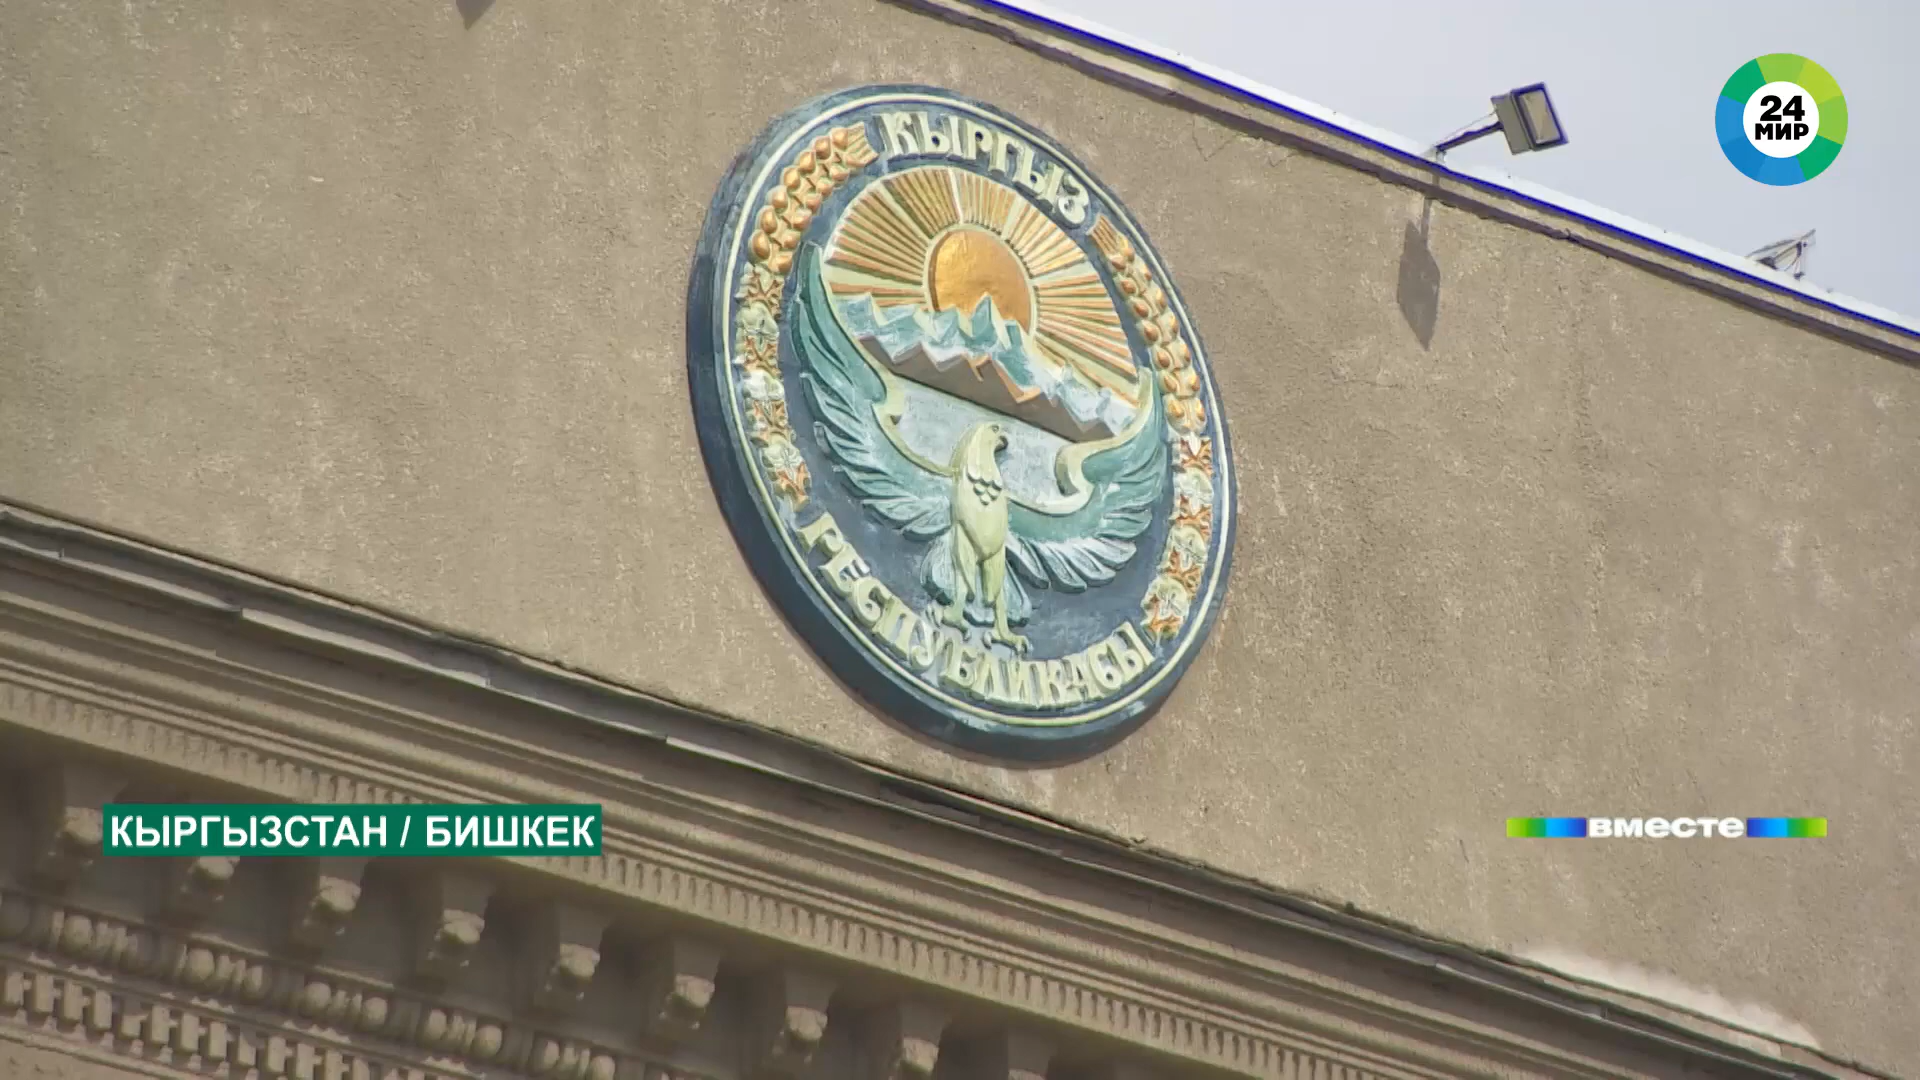 24
МИР
КЫРГЫЗ
РЕСПУБЛИКАСЫ
КЫРГЫЗСТАН / БИШКЕК
вместе